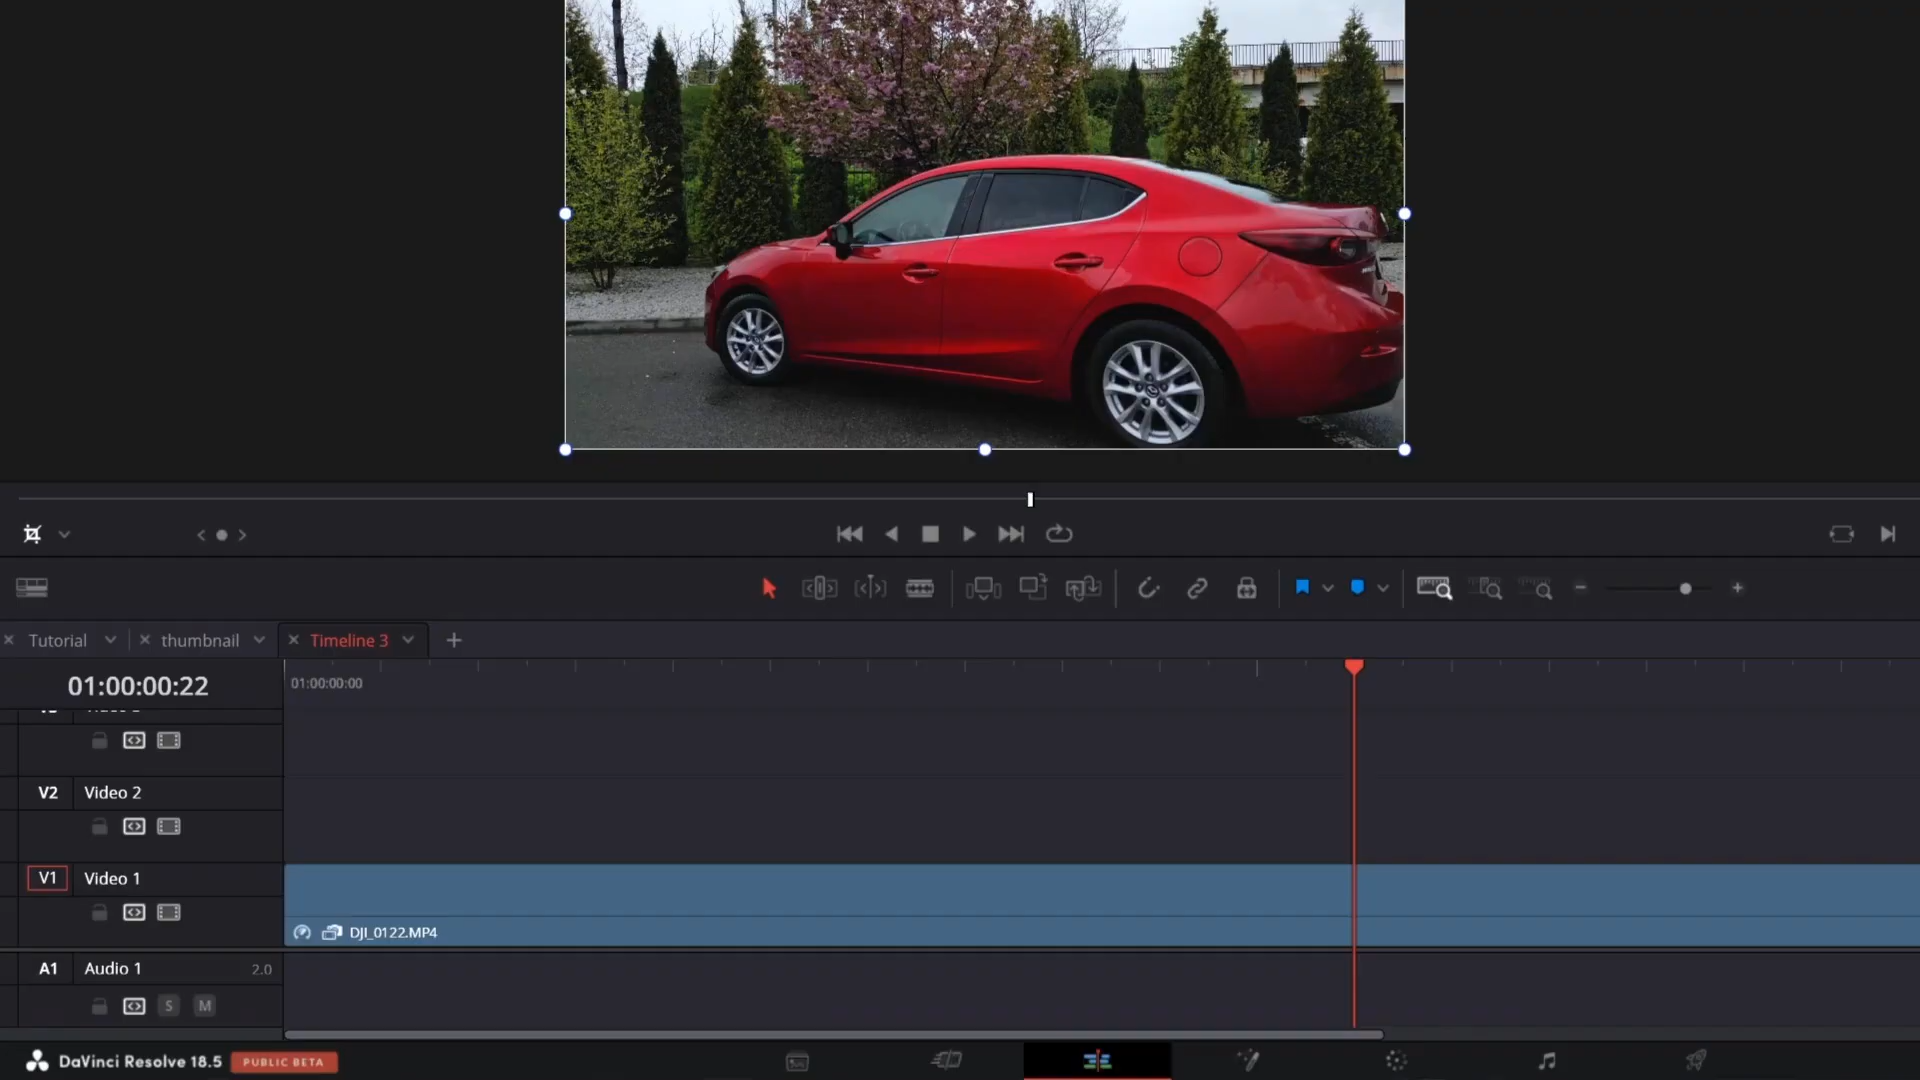 Tutorial
thumbnail
Timeline 3
01:00:00:22
01:00:00:00
V2 Video 2
V1 Video 1
DJI_0122.MP4
A1 Audio 1 2.0
S M
DaVinci Resolve 18.5 PUBLIC BETA